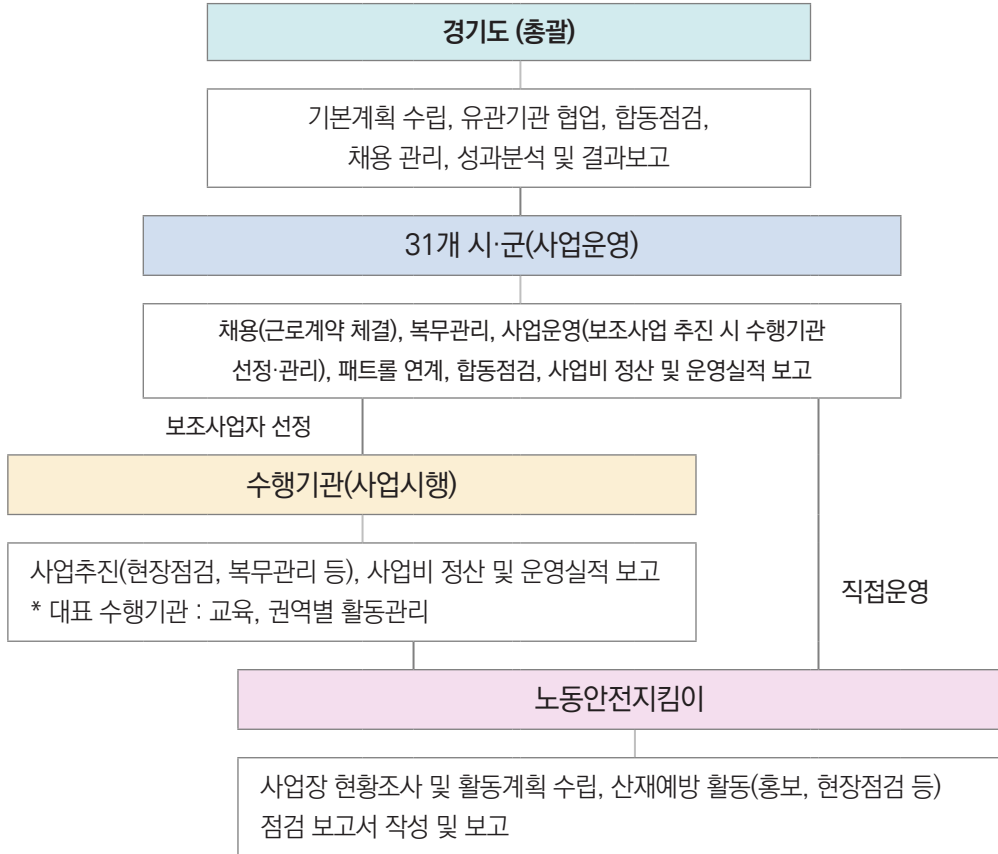 경기도 (총괄)
기본계획 수립, 유관기관 협업, 합동점검,
채용 관리, 성과분석 및 결과보고
31개 시·군(사업운영)
채용(근로계약 체결), 복무관리, 사업운영(보조사업 추진 시 수행기관
선정·관리), 패트롤 연계, 합동점검, 사업비 정산 및 운영실적 보고
보조사업자 선정
수행기관(사업시행)
사업추진(현장점검, 복무관리 등), 사업비 정산 및 운영실적 보고
* 대표 수행기관 : 교육, 권역별 활동관리
직접운영
노동안전지킴이
사업장 현황조사 및 활동계획 수립, 산재예방 활동(홍보, 현장점검 등)
점검 보고서 작성 및 보고